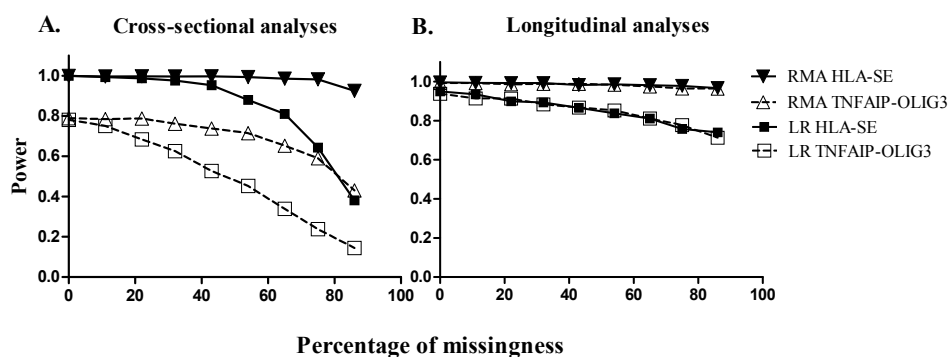 A. Cross-sectional analyses
B. Longitudinal analyses
Power
1.0
0.8
0.6
0.4
0.2
0.0
0 20 40 60 80 100
1.0
0.8
0.6
0.4
0.2
0.0
0 20 40 60 80 100
RMA HLA-SE
RMA TNFAIP-OLIG3
LR HLA-SE
LR TNFAIP-OLIG3
Percentage of missingness